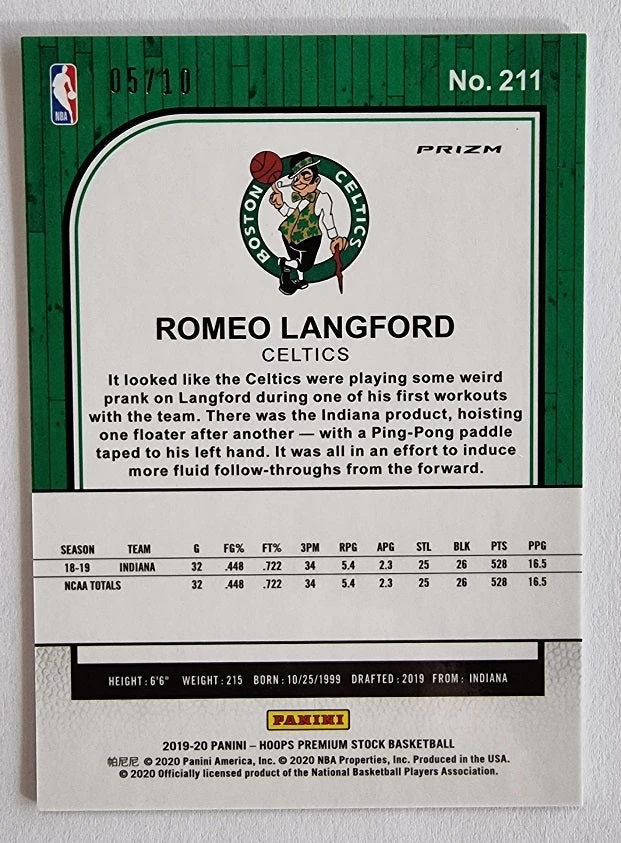 NBA
05/10
No. 211
PRIZM
BOSTON CELTICS
ROMEO LANGFORD
CELTICS
It looked like the Celtics were playing some weird
prank on Langford during one of his first workouts
with the team. There was the Indiana product, hoisting
one floater after another — with a Ping-Pong paddle
taped to his left hand. It was all in an effort to induce
more fluid follow-throughs from the forward.
SEASON TEAM G FG% FT% 3PM RPG APG STL BLK PTS PPG
18-19 INDIANA 32 .448 .722 34 5.4 2.3 25 26 528 16.5
NCAA TOTALS 32 .448 .722 34 5.4 2.3 25 26 528 16.5
HEIGHT: 6'6" WEIGHT: 215 BORN: 10/25/1999 DRAFTED: 2019 FROM: INDIANA
PANINI
2019-20 PANINI – HOOPS PREMIUM STOCK BASKETBALL
帕尼尼 © 2020 Panini America, Inc. © 2020 NBA Properties, Inc. Produced in the USA.
© 2020 Officially licensed product of the National Basketball Players Association.